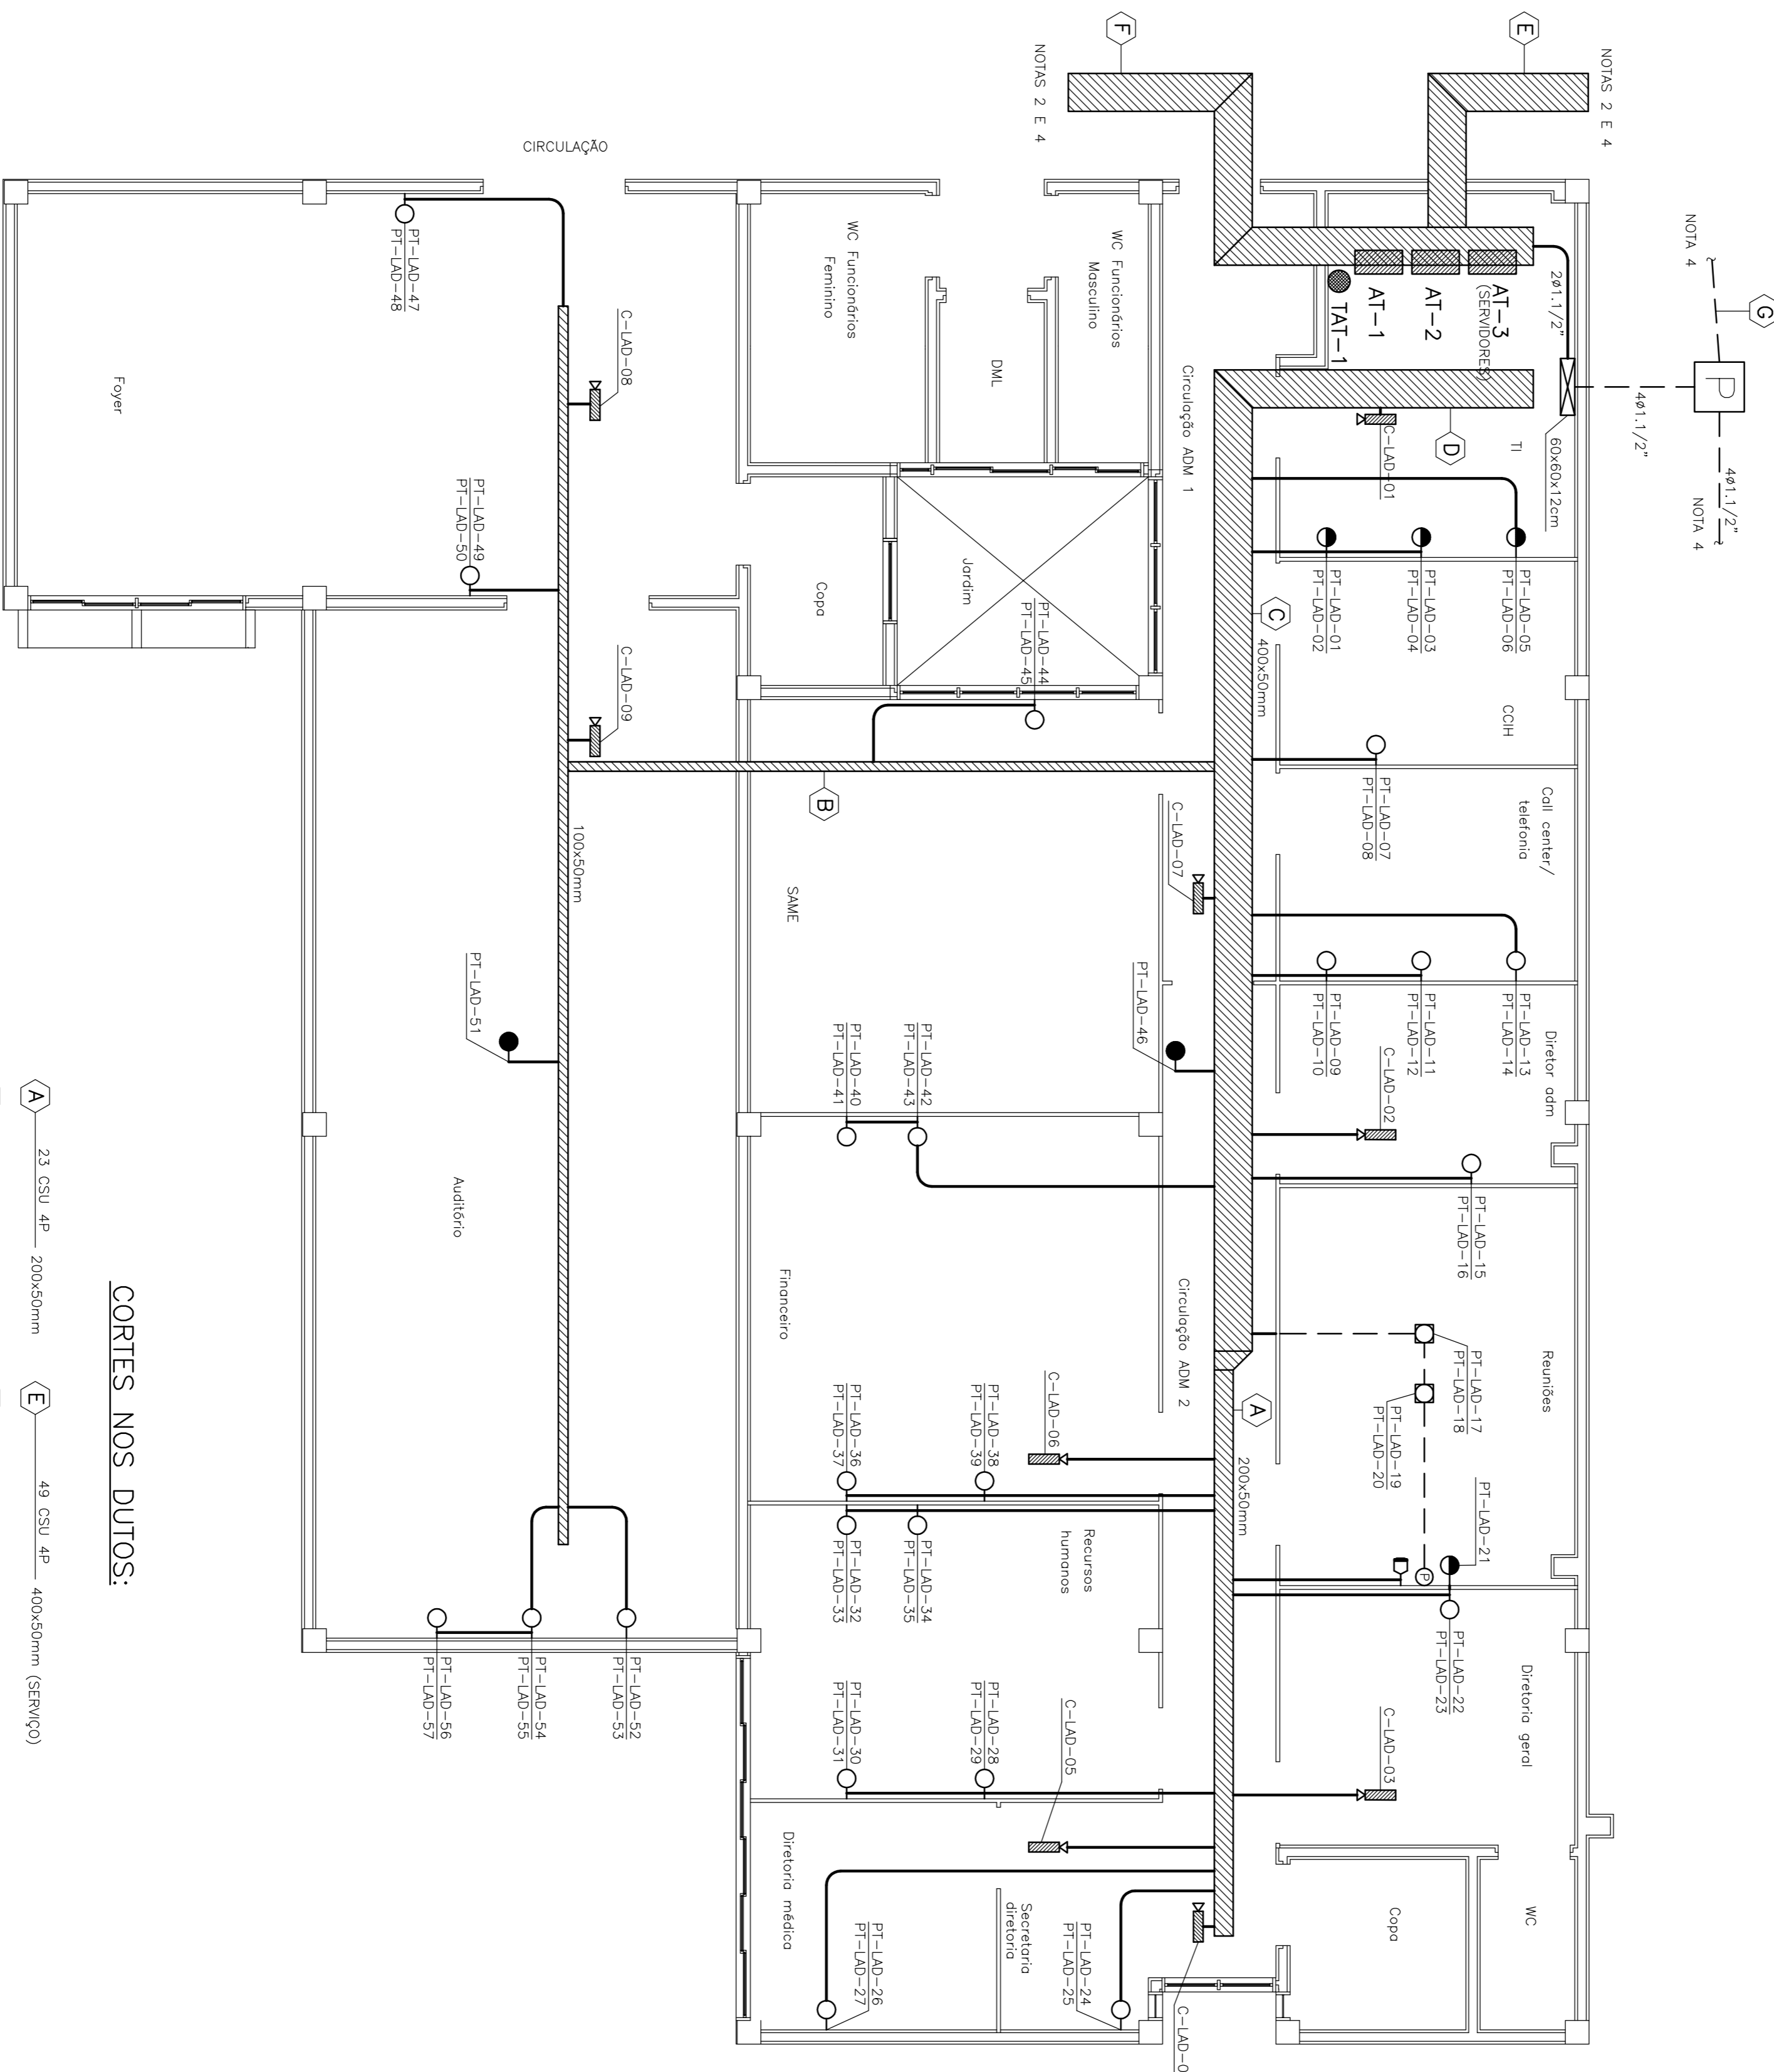 NOTAS 2 E 4
E
F
NOTAS 2 E 4
NOTA 4
G
P
4ø1.1/2"
4ø1.1/2"
NOTA 4
2ø1.1/2"
60x60x12cm
AT-3
(SERVIDORES)
AT-2
AT-1
TAT-1
TI
D
C-LAD-01
PT-LAD-05
PT-LAD-06
PT-LAD-03
PT-LAD-04
PT-LAD-01
PT-LAD-02
C
400x50mm
CCIH
PT-LAD-07
PT-LAD-08
Call center/
telefonia
PT-LAD-13
PT-LAD-14
PT-LAD-11
PT-LAD-12
PT-LAD-09
PT-LAD-10
Diretor adm
C-LAD-02
PT-LAD-15
PT-LAD-16
Reuniões
PT-LAD-17
PT-LAD-18
PT-LAD-19
PT-LAD-20
PT-LAD-21
P
A
200x50mm
PT-LAD-22
PT-LAD-23
Diretoria geral
C-LAD-03
WC
Copa
CIRCULAÇÃO
Circulação ADM 1
WC Funcionários
Masculino
DML
WC Funcionários
Feminino
Jardim
Copa
PT-LAD-44
PT-LAD-45
B
C-LAD-07
SAME
PT-LAD-46
PT-LAD-42
PT-LAD-43
PT-LAD-40
PT-LAD-41
Circulação ADM 2
Financeiro
C-LAD-06
PT-LAD-38
PT-LAD-39
PT-LAD-36
PT-LAD-37
Recursos
humanos
PT-LAD-34
PT-LAD-35
PT-LAD-32
PT-LAD-33
PT-LAD-28
PT-LAD-29
PT-LAD-30
PT-LAD-31
C-LAD-05
Diretoria médica
Secretaria
diretoria
PT-LAD-24
PT-LAD-25
PT-LAD-26
PT-LAD-27
C-LAD-0
C-LAD-08
PT-LAD-47
PT-LAD-48
Foyer
PT-LAD-49
PT-LAD-50
C-LAD-09
100x50mm
PT-LAD-51
Auditório
PT-LAD-52
PT-LAD-53
PT-LAD-54
PT-LAD-55
PT-LAD-56
PT-LAD-57
CORTES NOS DUTOS:
A 23 CSU 4P 200x50mm
E 49 CSU 4P 400x50mm (SERVIÇO)